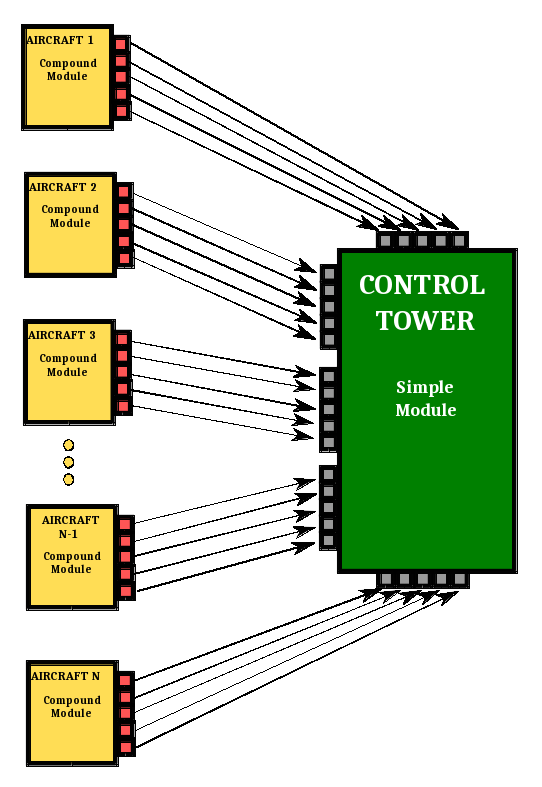 AIRCRAFT 1
Compound
Module
AIRCRAFT 2
Compound
Module
AIRCRAFT 3
Compound
Module
AIRCRAFT
N-1
Compound
Module
AIRCRAFT N
Compound
Module
CONTROL
TOWER
Simple
Module